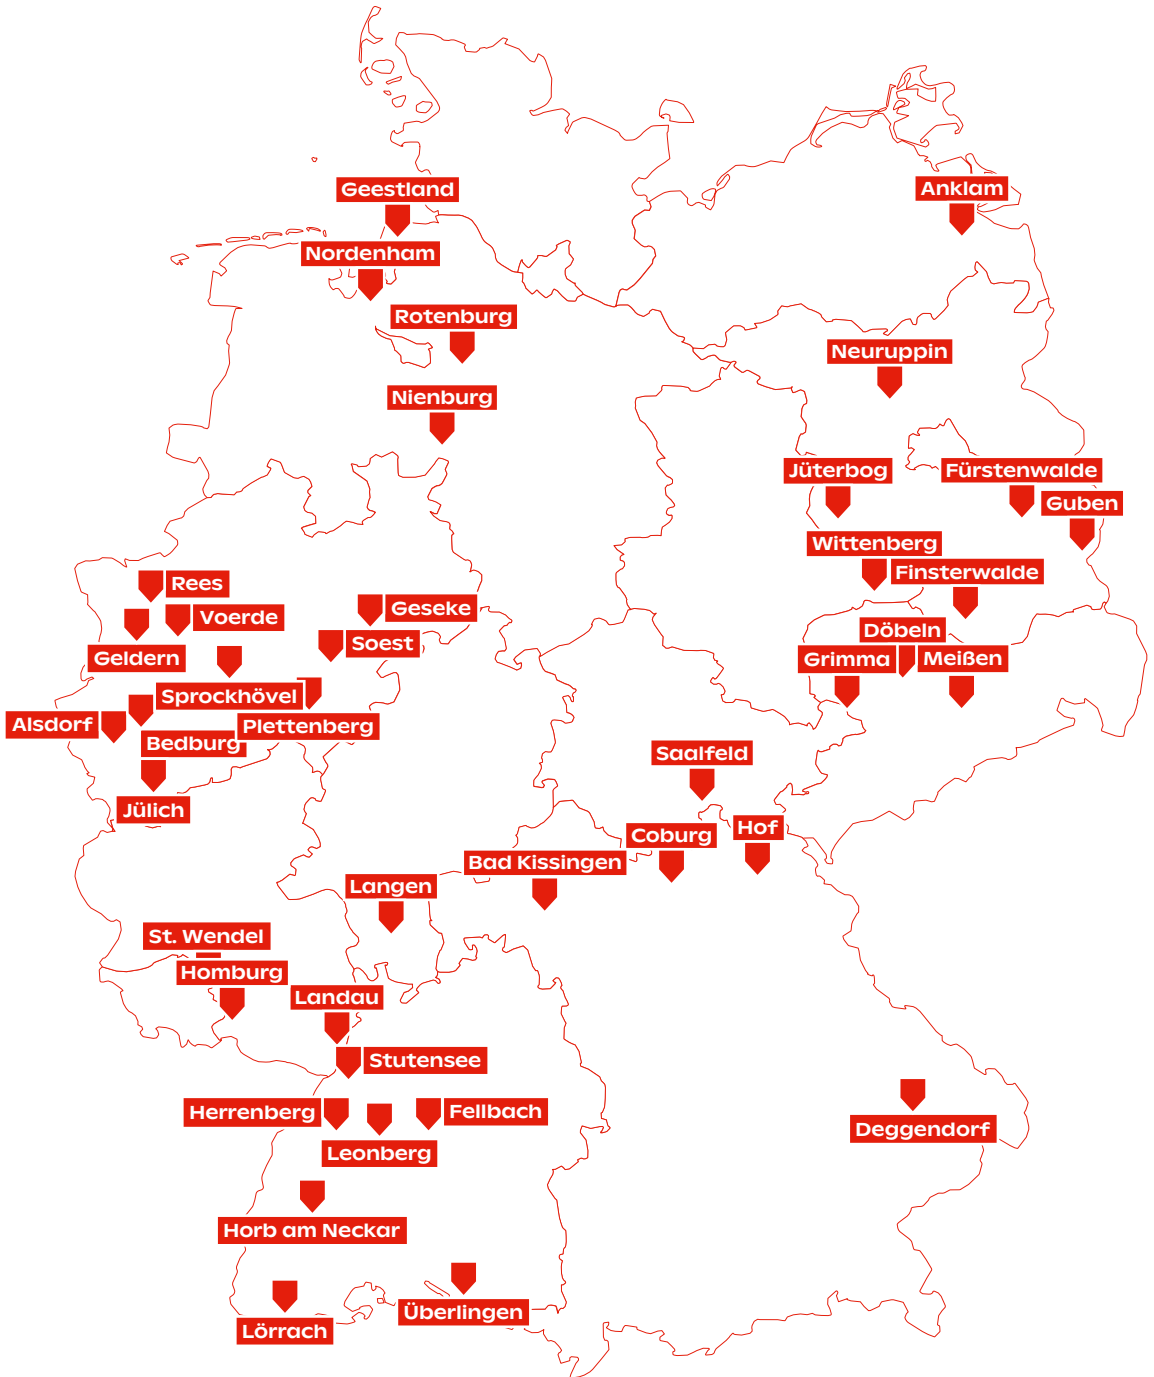 Geestland
Anklam
Nordenham
Rotenburg
Neuruppin
Nienburg
Jüterbog
Fürstenwalde
Guben
Wittenberg
Finsterwalde
Rees
Voerde
Geseke
Döbeln
Soest
Geldern
Grimma
Meißen
Sprockhövel
Alsdorf
Plettenberg
Bedburg
Saalfeld
Jülich
Hof
Coburg
Bad Kissingen
Langen
St. Wendel
Homburg
Landau
Stutensee
Herrenberg
Fellbach
Deggendorf
Leonberg
Horb am Neckar
Überlingen
Lörrach